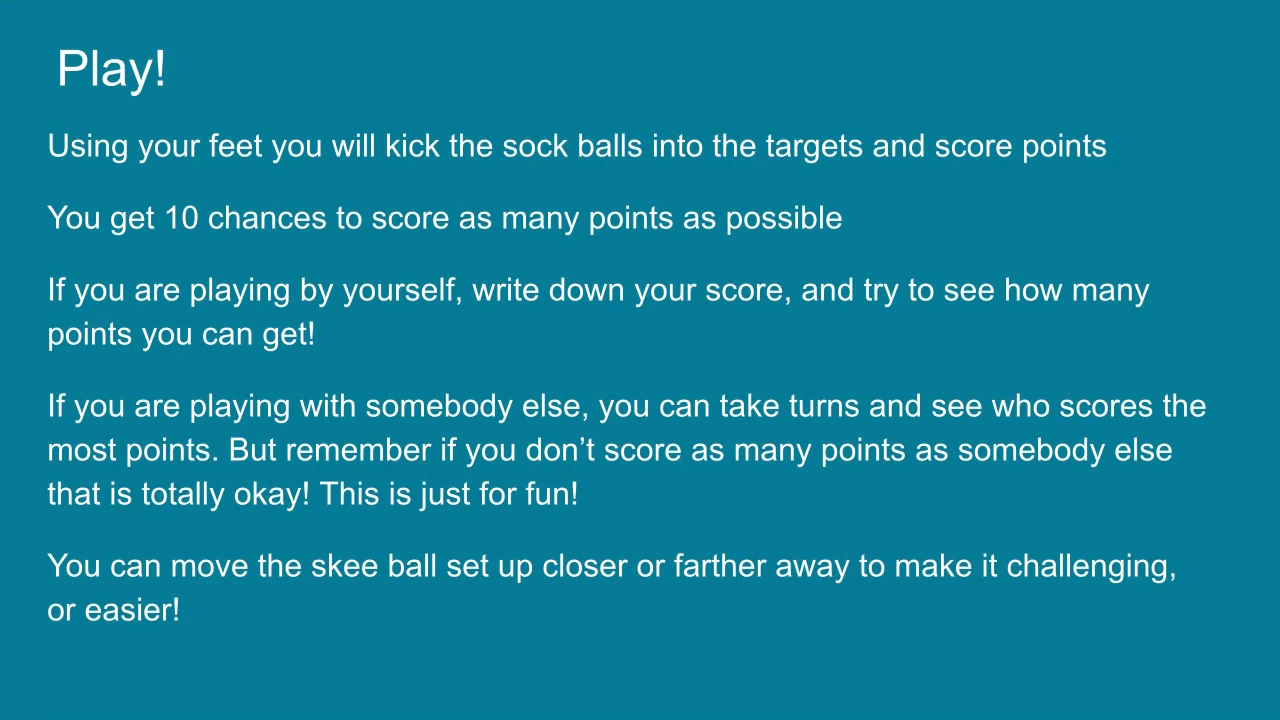 Play!
Using your feet you will kick the sock balls into the targets and score points
You get 10 chances to score as many points as possible
If you are playing by yourself, write down your score, and try to see how many
points you can get!
If you are playing with somebody else, you can take turns and see who scores the
most points. But remember if you don’t score as many points as somebody else
that is totally okay! This is just for fun!
You can move the skee ball set up closer or farther away to make it challenging,
or easier!